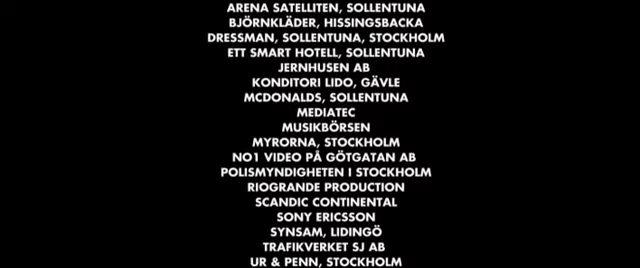 ARENA SATELLITEN, SOLLENTUNA
BJÖRNKLÄDER, HISSINGSBACKA
DRESSMAN, SOLLENTUNA, STOCKHOLM
ETT SMART HOTELL, SOLLENTUNA
JERNHUSEN AB
KONDITORI LIDO, GÄVLE
MCDONALDS, SOLLENTUNA
MEDIATEC
MUSIKBÖRSEN
MYRORNA, STOCKHOLM
NO1 VIDEO PÅ GÖTGATAN AB
POLISMYNDIGHETEN I STOCKHOLM
RIOGRANDE PRODUCTION
SCANDIC CONTINENTAL
SONY ERICSSON
SYNSAM, LIDINGÖ
TRAFIKVERKET SJ AB
UR & PENN, STOCKHOLM